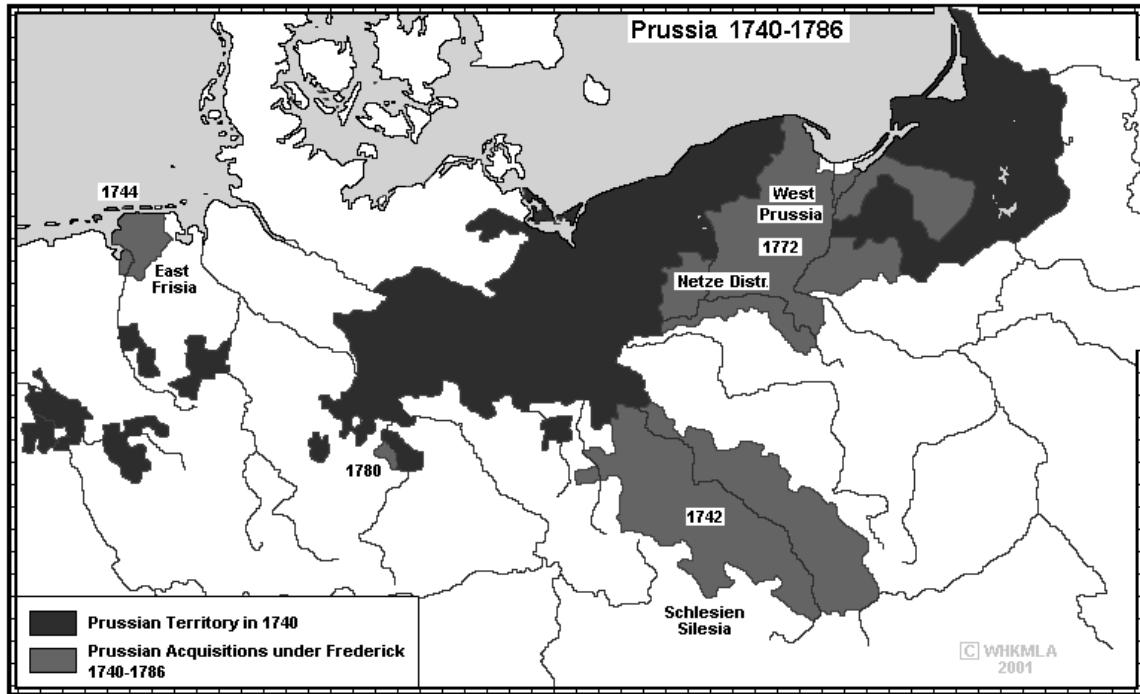 Prussia 1740-1786
1744
East
Frisia
West
Prussia
1772
Netze Distr.
1780
1742
Schlesien
Silesia
Prussian Territory in 1740
Prussian Acquisitions under Frederick
1740-1786
C WHKMLA
2001